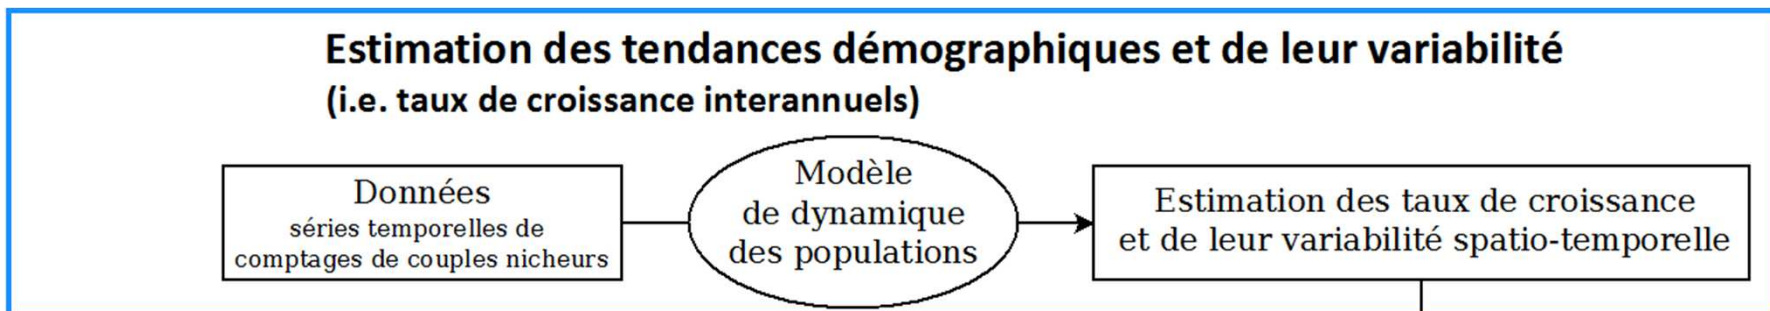 Estimation des tendances démographiques et de leur variabilité
(i.e. taux de croissance interannuels)
Données
séries temporelles de
comptages de couples nicheurs
Modèle
de dynamique
des populations
Estimation des taux de croissance
et de leur variabilité spatio-temporelle